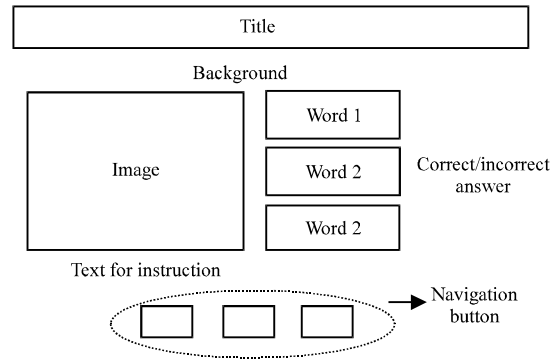 Title
Background
Image
Word 1
Word 2
Word 2
Correct/incorrect
answer
Text for instruction
Navigation
button